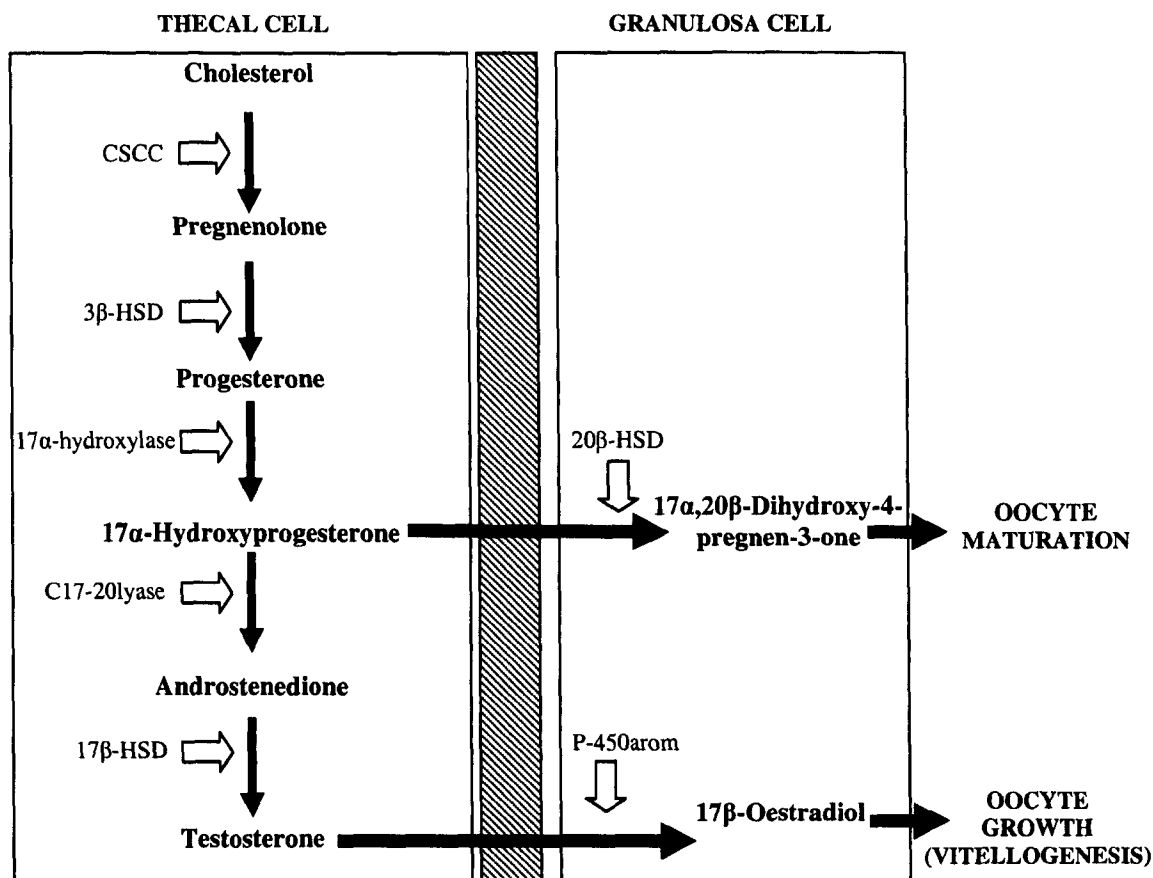 THECAL CELL
GRANULOSA CELL
Cholesterol
CSCC
Pregnenolone
3β-HSD
Progesterone
17α-hydroxylase
20β-HSD
17α-Hydroxyprogesterone
17α,20β-Dihydroxy-4-
pregnen-3-one
OOCYTE
MATURATION
C17-20lyase
Androstenedione
17β-HSD
P-450arom
Testosterone
17β-Oestradiol
OOCYTE
GROWTH
(VITELLOGENESIS)